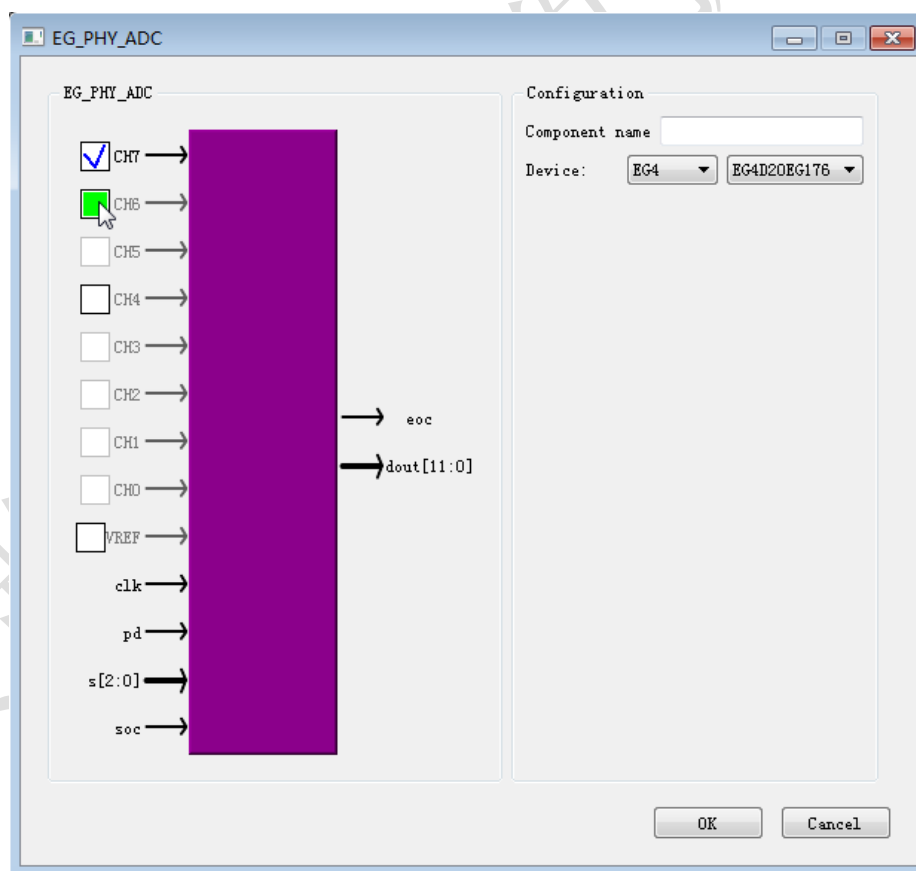 EG_PHY_ADC
EG_PHY_ADC
CH7
CH6
CH5
CH4
CH3
CH2
CH1
CH0
VREF
clk
pd
s[2:0]
soc
eoc
dout[11:0]
Configuration
Component name
Device: EG4 EG4D20EG176
OK Cancel